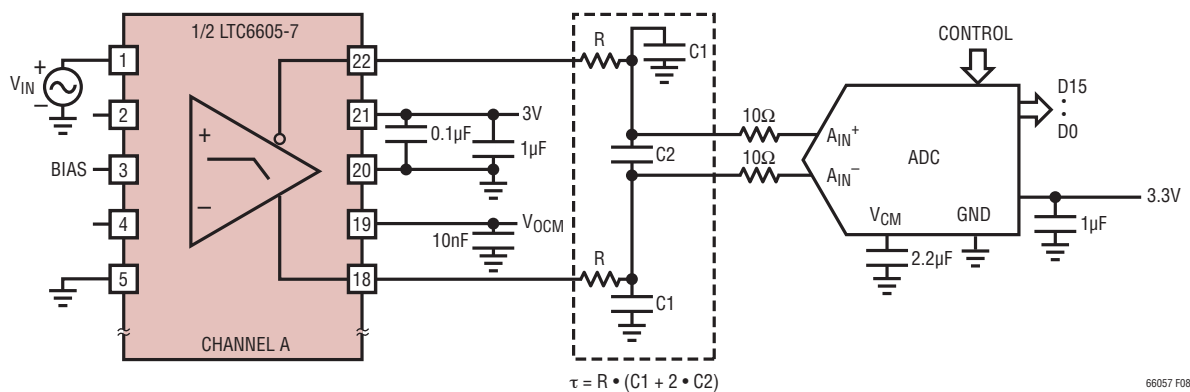 1/2 LTC6605-7
1
2
3
4
5
22
21
20
19
18
V_IN
+
−
BIAS
+
−
CHANNEL A
0.1µF
3V
1µF
V_OCM
10nF
R
C1
C2
R
C1
τ = R • (C1 + 2 • C2)
10Ω
10Ω
CONTROL
A_IN+
A_IN−
ADC
V_CM
GND
D15
:
D0
3.3V
1µF
2.2µF
66057 F08